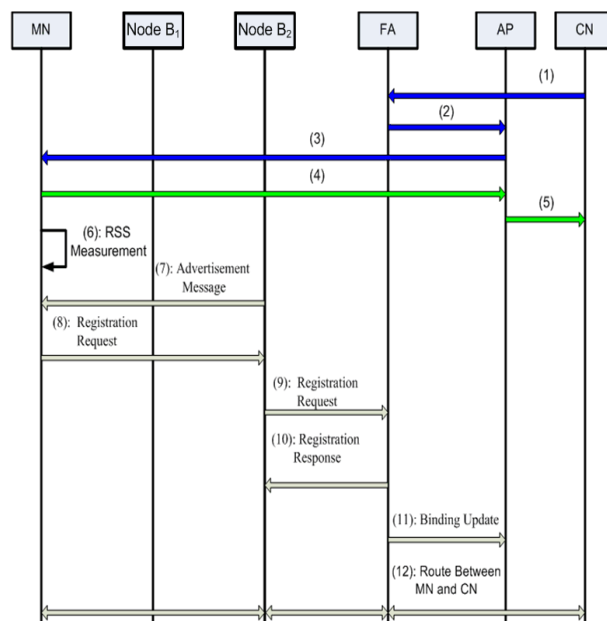 MN Node B1 Node B2 FA AP CN
(1)
(2)
(3)
(4)
(5)
(6): RSS
Measurement
(7): Advertisement
Message
(8): Registration
Request
(9): Registration
Request
(10): Registration
Response
(11): Binding Update
(12): Route Between
MN and CN